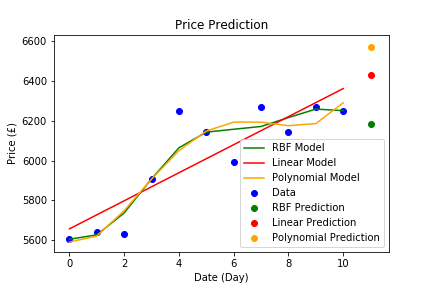 Price Prediction
6600
6400
6200
6000
5800
5600
Price (£)
0
2
4
6
8
10
Date (Day)
RBF Model
Linear Model
Polynomial Model
Data
RBF Prediction
Linear Prediction
Polynomial Prediction